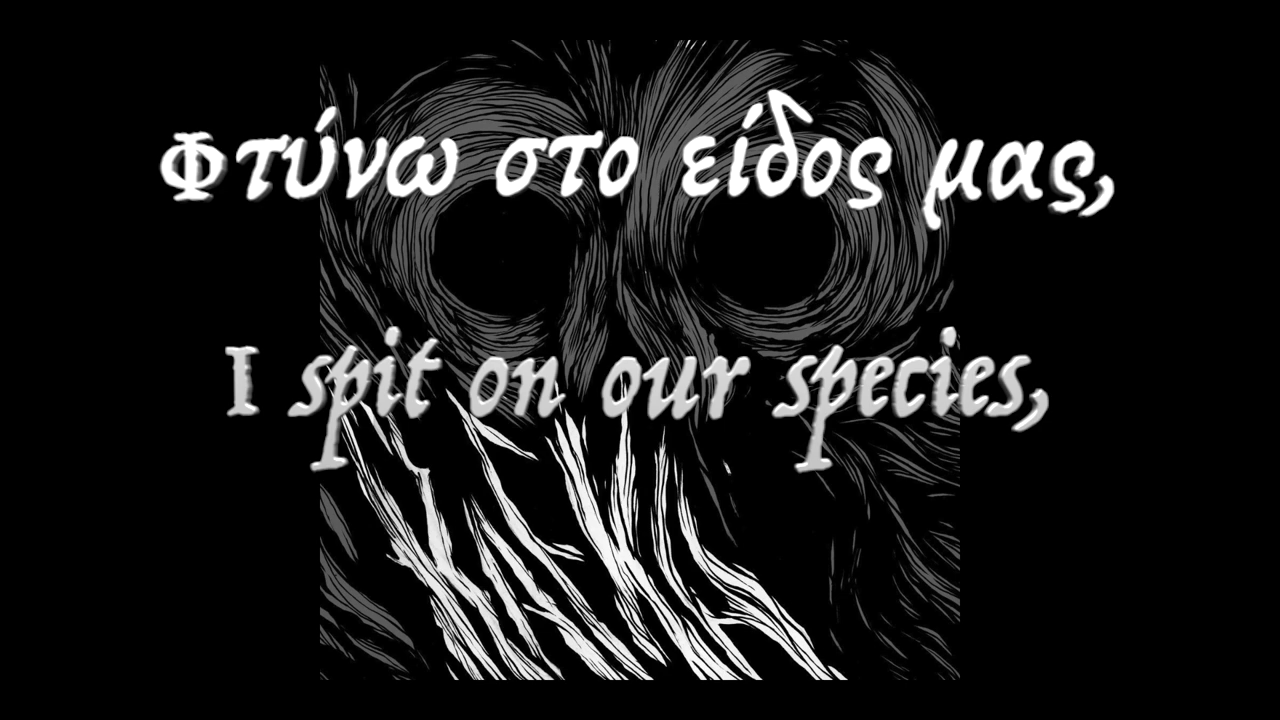 Φτύνω στο είδος μας,
I spit on our species,